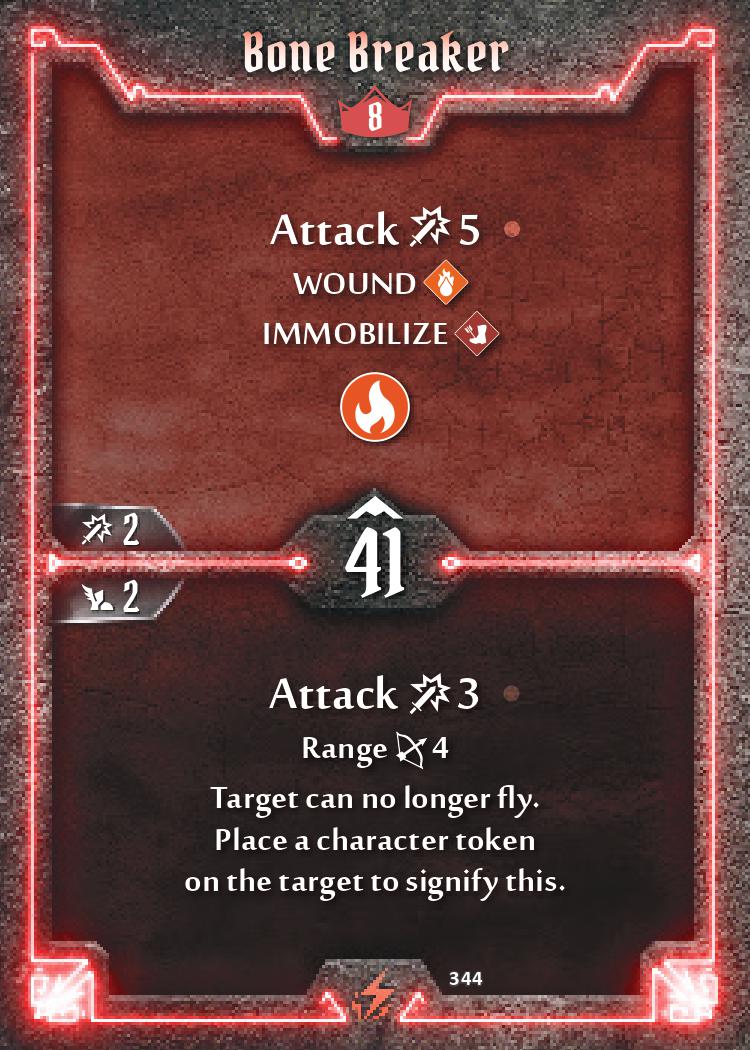 Bone Breaker
8
Attack 5
WOUND
IMMOBILIZE
2
41
2
Attack 3
Range 4
Target can no longer fly.
Place a character token
on the target to signify this.
344